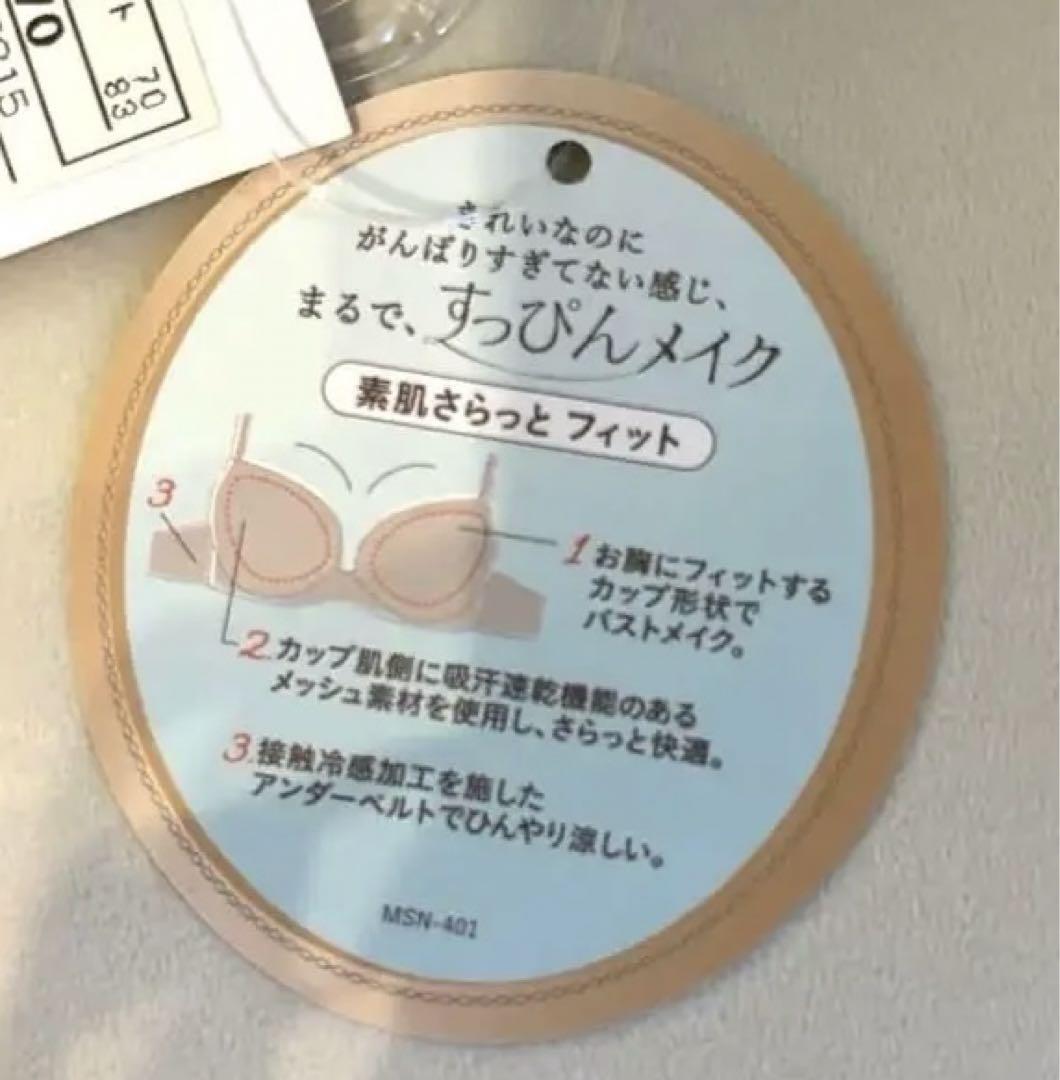 70
83
70
215
きれいなのに
がんばりすぎてない感じ、
まるで、すっぴんメイク
素肌さらっと フィット
3
1 お胸にフィットする
カップ形状で
バストメイク。
2. カップ肌側に吸汗速乾機能のある
メッシュ素材を使用し、さらっと快適。
3. 接触冷感加工を施した
アンダーベルトでひんやり涼しい。
MSN-401